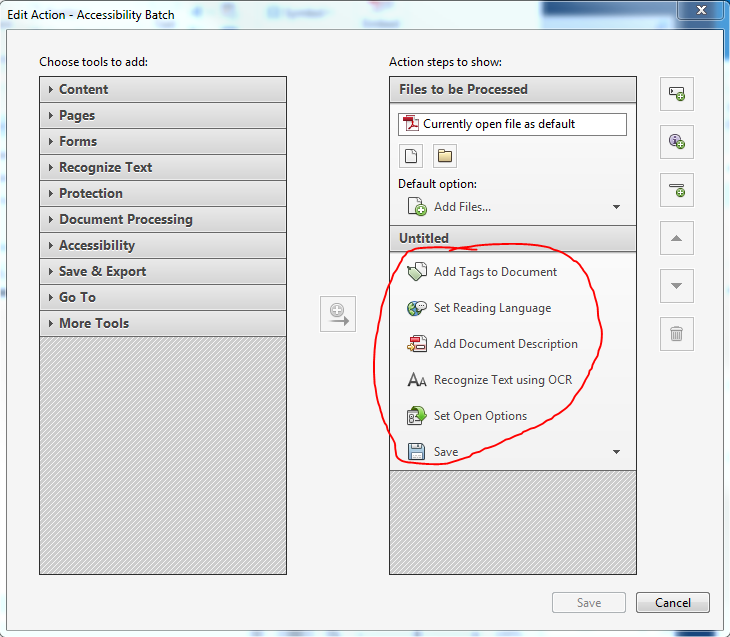 Edit Action - Accessibility Batch
Choose tools to add:
Content
Pages
Forms
Recognize Text
Protection
Document Processing
Accessibility
Save & Export
Go To
More Tools
Action steps to show:
Files to be Processed
Currently open file as default
Default option:
Add Files...
Untitled
Add Tags to Document
Set Reading Language
Add Document Description
Recognize Text using OCR
Set Open Options
Save
Save
Cancel